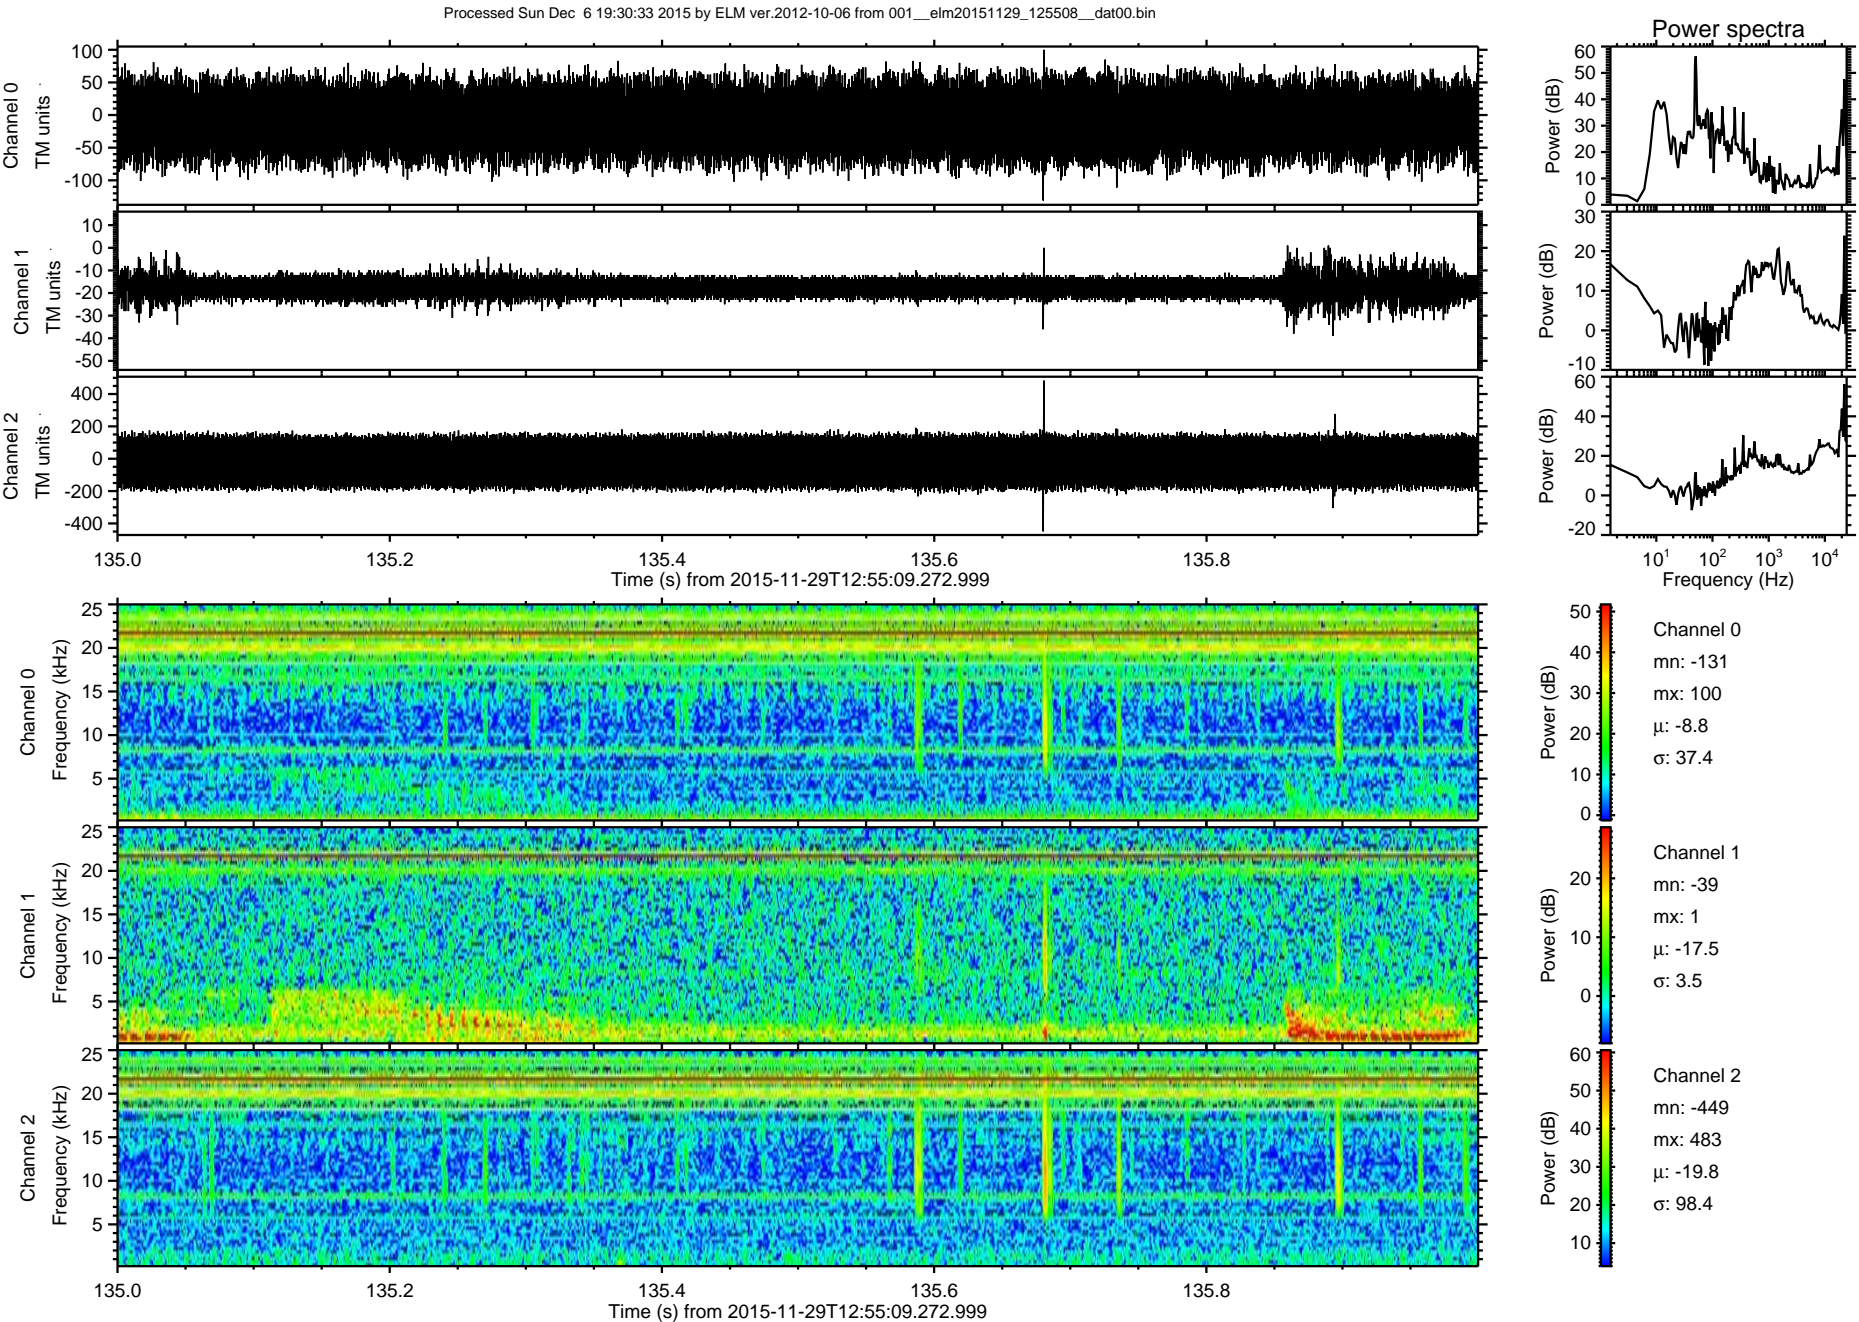 Processed Sun Dec  6 19:30:33 2015 by ELM ver.2012-10-06 from 001__elm20151129_125508__dat00.bin
Power spectra
Channel 0
TM units
100
50
0
-50
-100
Power (dB)
60
50
40
30
20
10
0
Channel 1
TM units
10
0
-10
-20
-30
-40
-50
Power (dB)
30
20
10
0
-10
Channel 2
TM units
400
200
0
-200
-400
Power (dB)
60
40
20
0
-20
135.0 135.2 135.4 135.6 135.8
Time (s) from 2015-11-29T12:55:09.272.999
10^1 10^2 10^3 10^4
Frequency (Hz)
Channel 0
Frequency (kHz)
25
20
15
10
5
Power (dB)
50
40
30
20
10
0
Channel 0
mn: -131
mx: 100
μ: -8.8
σ: 37.4
Channel 1
Frequency (kHz)
25
20
15
10
5
Power (dB)
20
10
0
Channel 1
mn: -39
mx: 1
μ: -17.5
σ: 3.5
Channel 2
Frequency (kHz)
25
20
15
10
5
Power (dB)
60
50
40
30
20
10
Channel 2
mn: -449
mx: 483
μ: -19.8
σ: 98.4
135.0 135.2 135.4 135.6 135.8
Time (s) from 2015-11-29T12:55:09.272.999